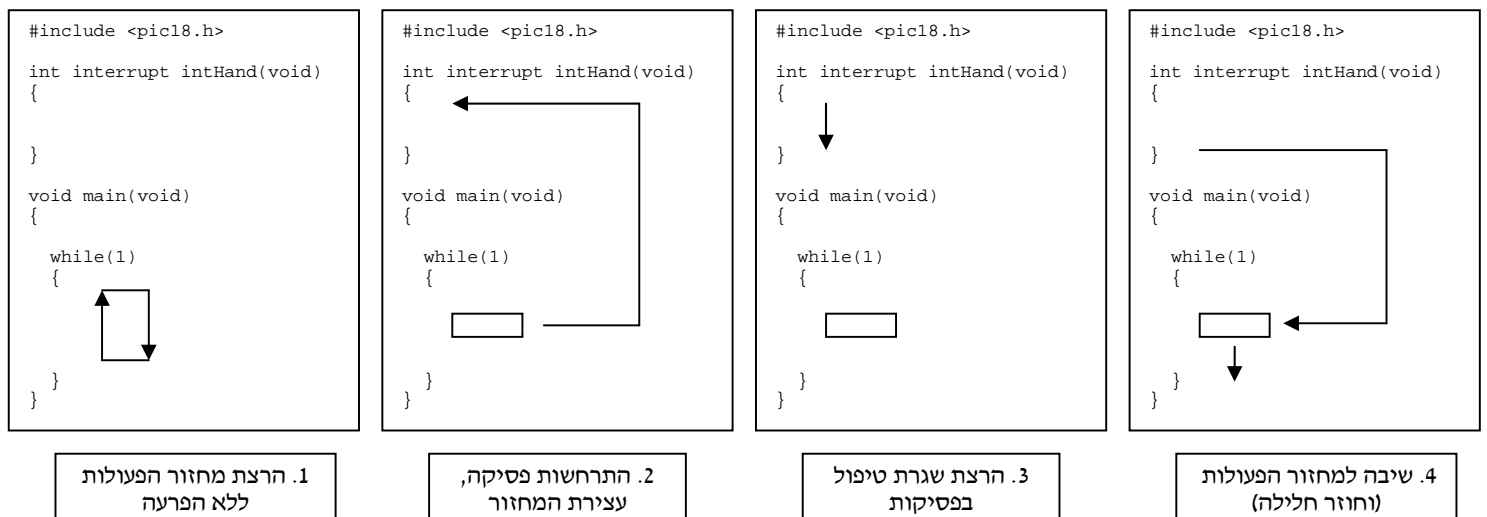 #include <pic18.h>
int interrupt intHand(void)
{
}
void main(void)
{
while(1)
{
}
}
#include <pic18.h>
int interrupt intHand(void)
{
}
void main(void)
{
while(1)
{
}
}
#include <pic18.h>
int interrupt intHand(void)
{
}
void main(void)
{
while(1)
{
}
}
#include <pic18.h>
int interrupt intHand(void)
{
}
void main(void)
{
while(1)
{
}
}
1. הרצת מחזור הפעולות
ללא הפרעה
2. התרחשות פסיקה,
עצירת המחזור
3. הרצת שגרת טיפול
בפסיקות
4. שיבה למחזור הפעולות
(וחוזר חלילה)